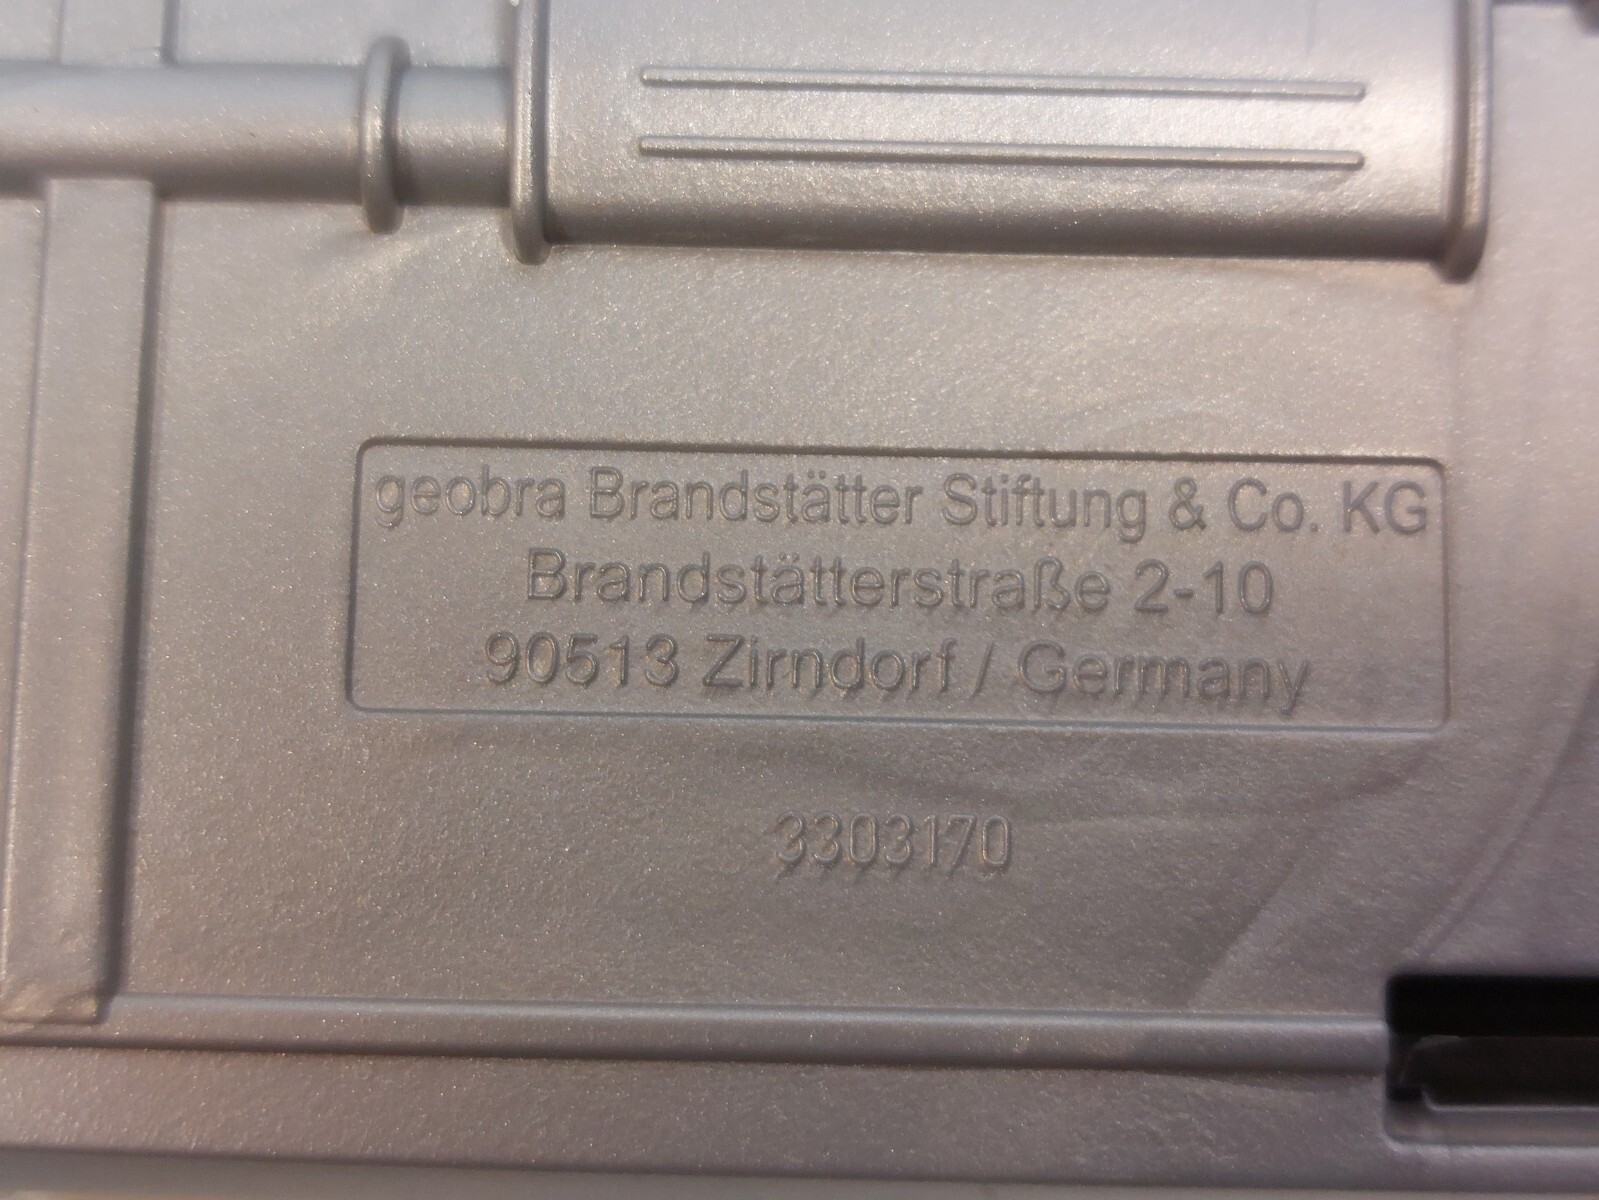 geobra Brandstätter Stiftung & Co. KG
Brandstätterstraße 2-10
90513 Zirndorf / Germany
3303170